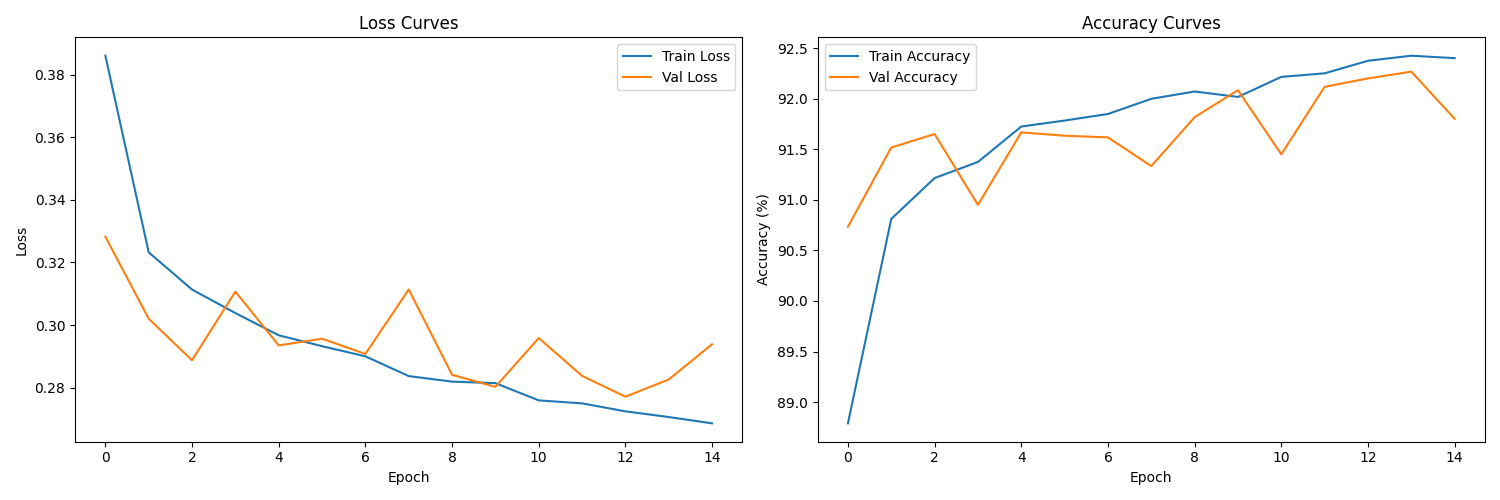 Loss Curves
Train Loss
Val Loss
0.38
0.36
0.34
0.32
0.30
0.28
Loss
0 2 4 6 8 10 12 14
Epoch
Accuracy Curves
Train Accuracy
Val Accuracy
92.5
92.0
91.5
91.0
90.5
90.0
89.5
89.0
Accuracy (%)
0 2 4 6 8 10 12 14
Epoch